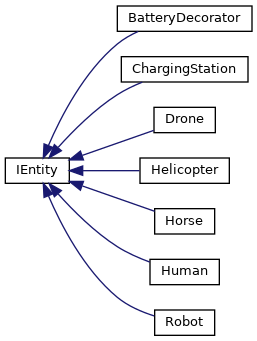 BatteryDecorator
ChargingStation
Drone
IEntity
Helicopter
Horse
Human
Robot